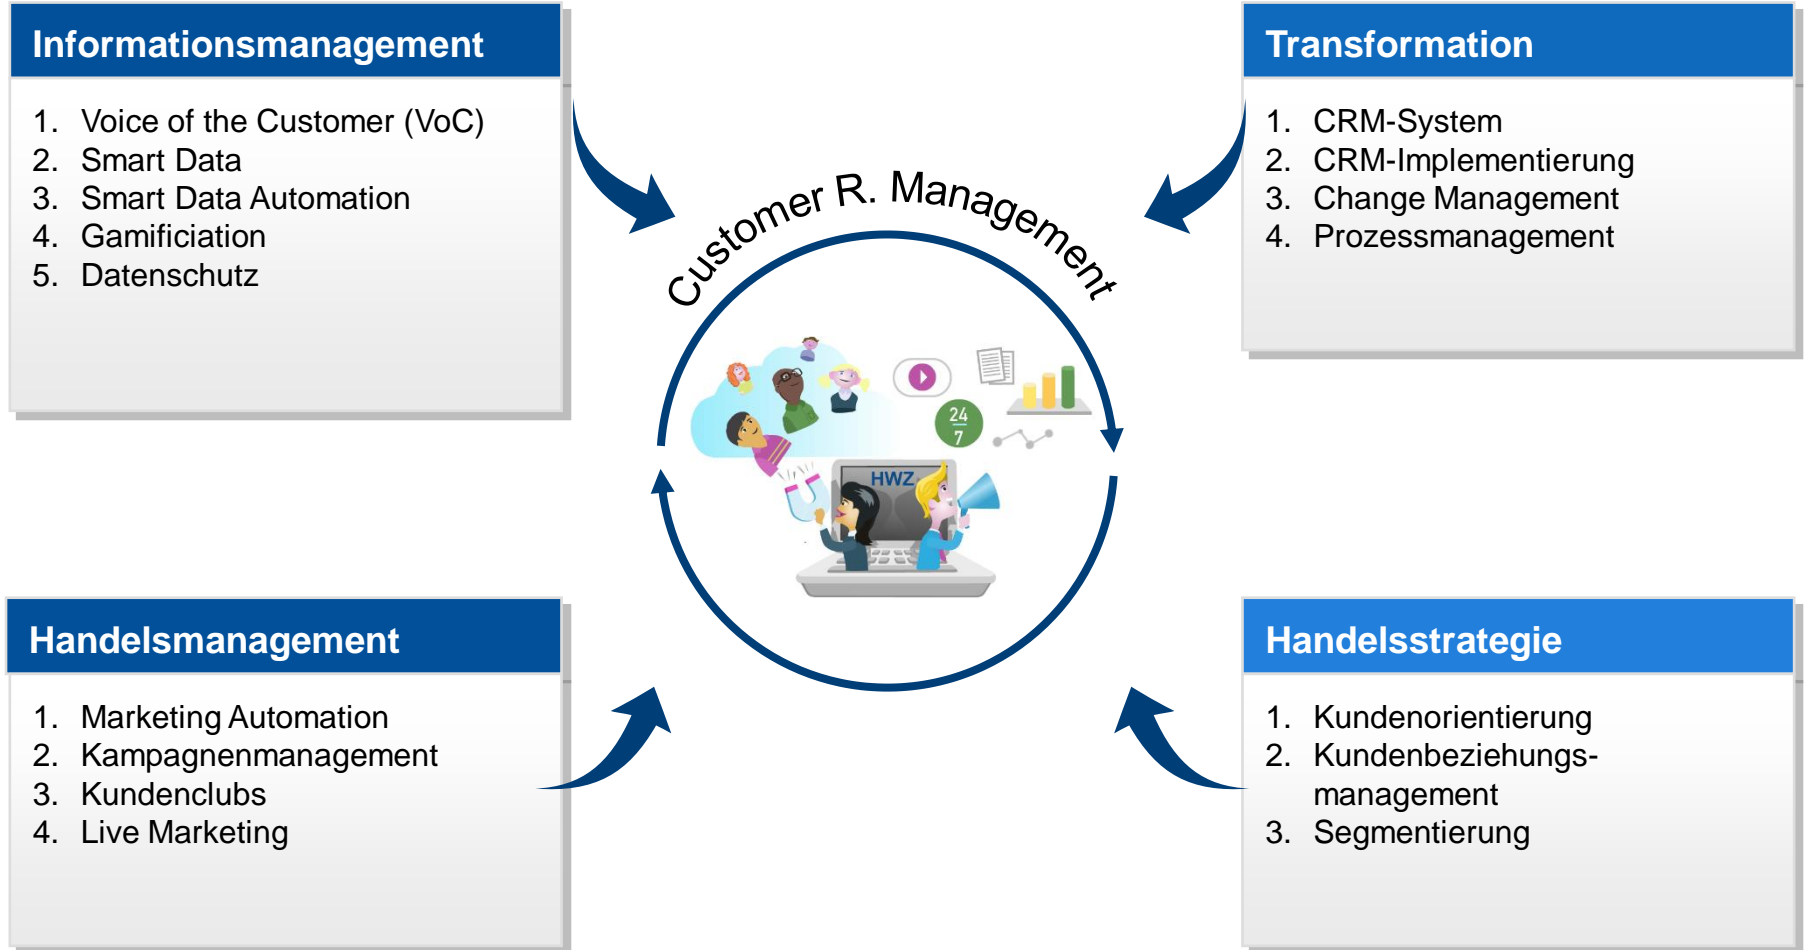 Informationsmanagement
1. Voice of the Customer (VoC)
2. Smart Data
3. Smart Data Automation
4. Gamificiation
5. Datenschutz
Transformation
1. CRM-System
2. CRM-Implementierung
3. Change Management
4. Prozessmanagement
Customer R. Management
24
7
HWZ
Handelsmanagement
1. Marketing Automation
2. Kampagnenmanagement
3. Kundenclubs
4. Live Marketing
Handelsstrategie
1. Kundenorientierung
2. Kundenbeziehungs-
management
3. Segmentierung